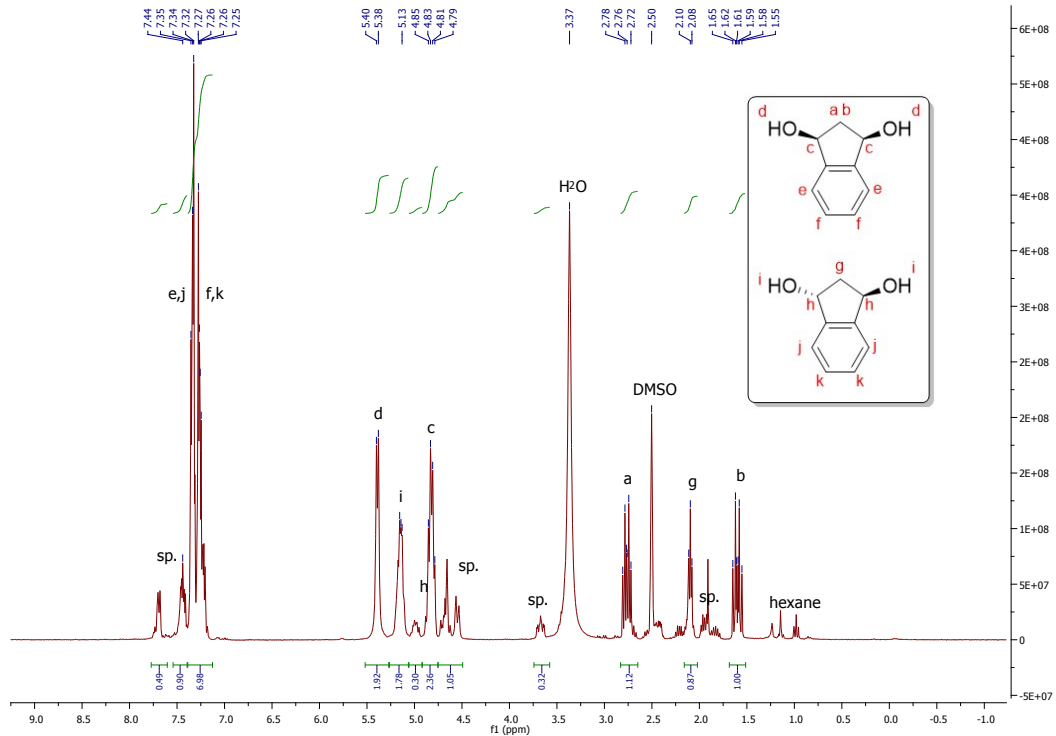 7.44 7.35 7.34 7.32 7.27 7.26 7.26 7.25 5.40 5.38 5.13 4.85 4.83 4.81 4.79 3.37 2.78 2.76 2.72 2.50 2.10 2.08 1.65 1.62 1.61 1.59 1.58 1.55
6E+08
5E+08
5E+08
4E+08
4E+08
4E+08
3E+08
2E+08
2E+08
2E+08
1E+08
5E+07
0
-5E+07
d a b d
HO OH
c c
e e
f f
g
i i
HO OH
h h
j j
k k
H2O
e,j f,k
DMSO
d c
a g b
i
sp. h sp. sp. sp. hexane
0.49 0.90 6.98 1.92 1.78 0.30 2.36 1.05 0.32 1.12 0.87 1.00
9.0 8.5 8.0 7.5 7.0 6.5 6.0 5.5 5.0 4.5 4.0 3.5 3.0 2.5 2.0 1.5 1.0 0.5 0.0 -0.5 -1.0
f1 (ppm)